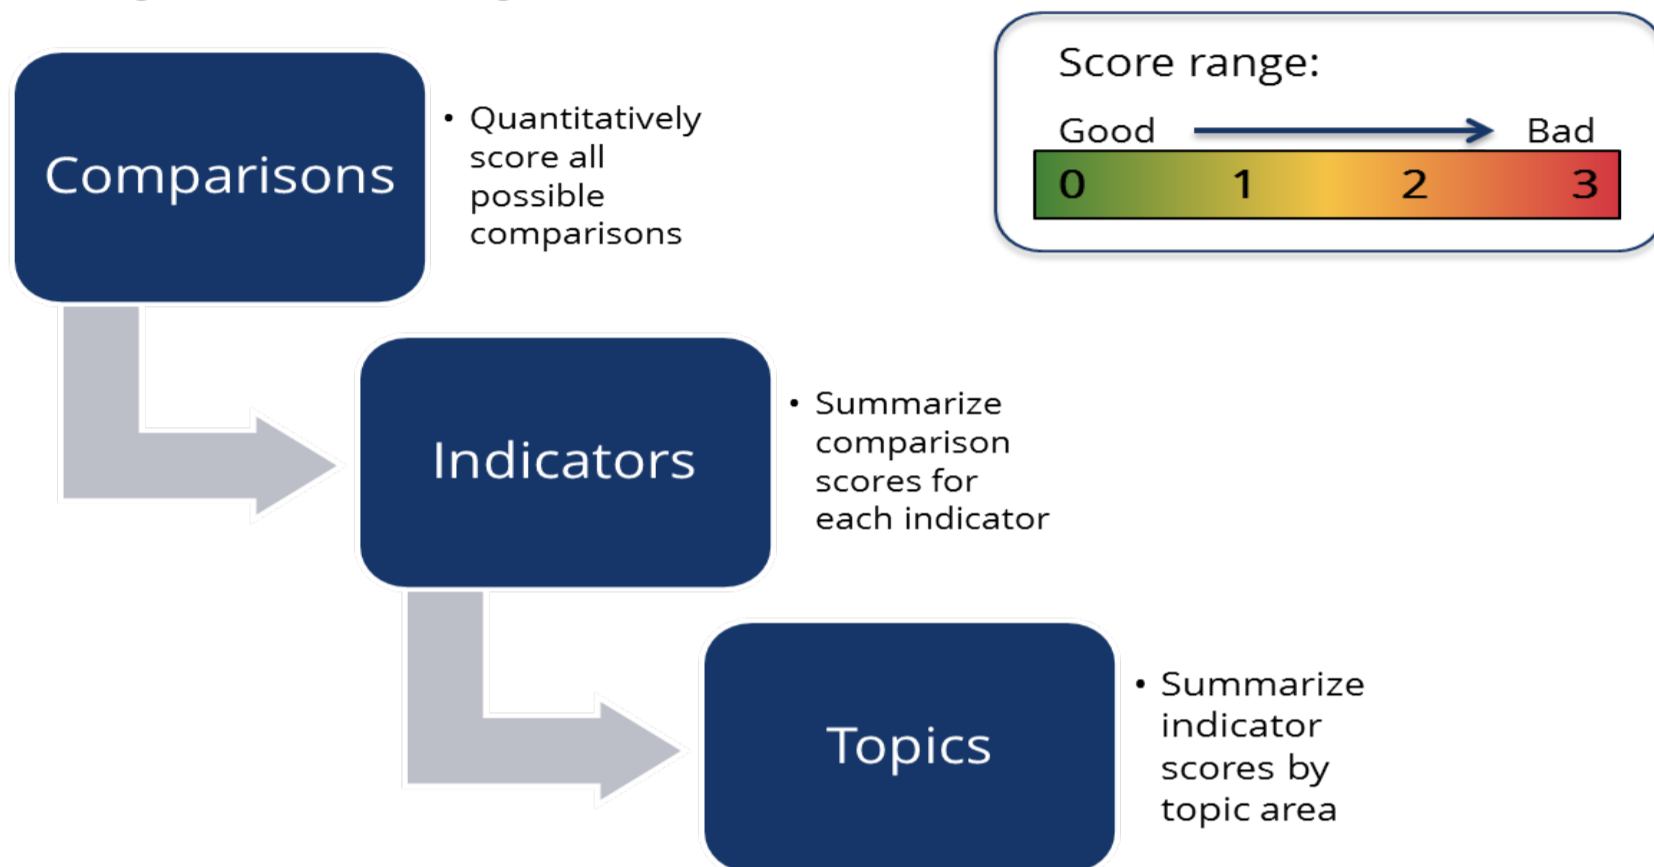 Comparisons
• Quantitatively
score all
possible
comparisons
Score range:
Good Bad
0 1 2 3
Indicators
• Summarize
comparison
scores for
each indicator
Topics
• Summarize
indicator
scores by
topic area